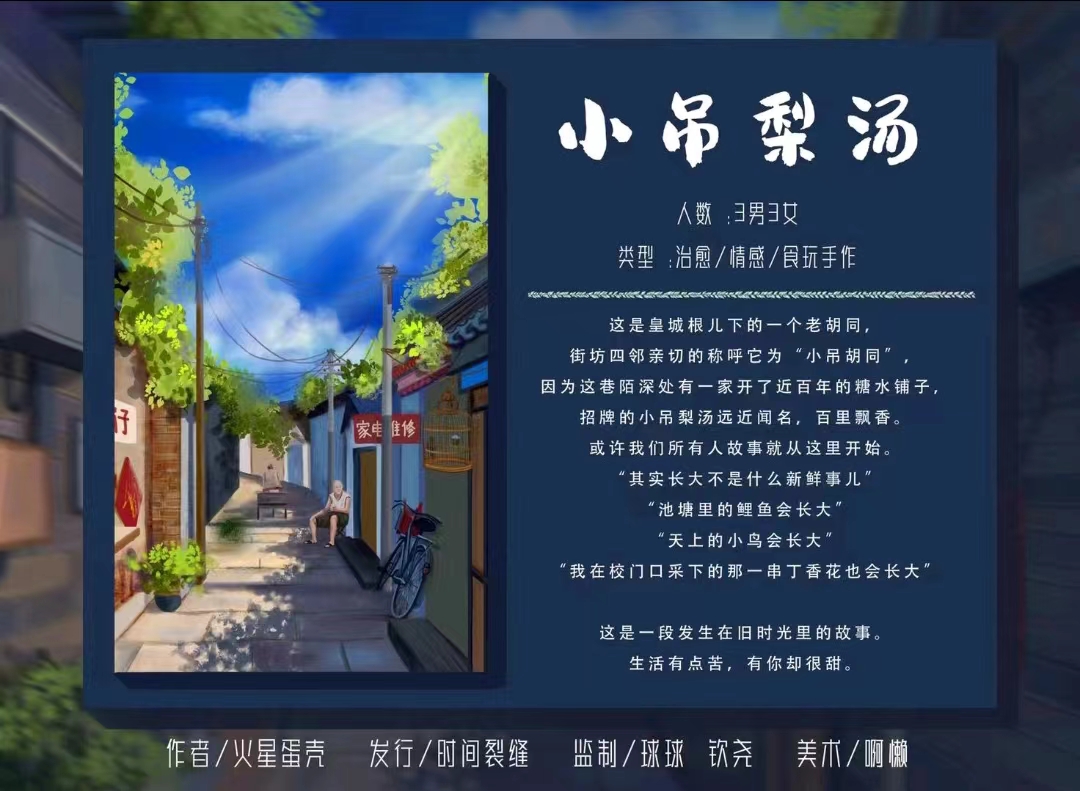 小吊梨汤
人数 :3男3女
类型 :治愈/情感/食玩手作
这是皇城根儿下的一个老胡同，
街坊四邻亲切的称呼它为“小吊胡同”，
因为这巷陌深处有一家开了近百年的糖水铺子，
招牌的小吊梨汤远近闻名，百里飘香。
或许我们所有人故事就从这里开始。
“其实长大不是什么新鲜事儿”
“池塘里的鲤鱼会长大”
“天上的小鸟会长大”
“我在校门口采下的那一串丁香花也会长大”
这是一段发生在旧时光里的故事。
生活有点苦，有你却很甜。
家电维修
作者/火星蛋壳 发行/时间裂缝 监制/球球 钦尧 美术/啊懒